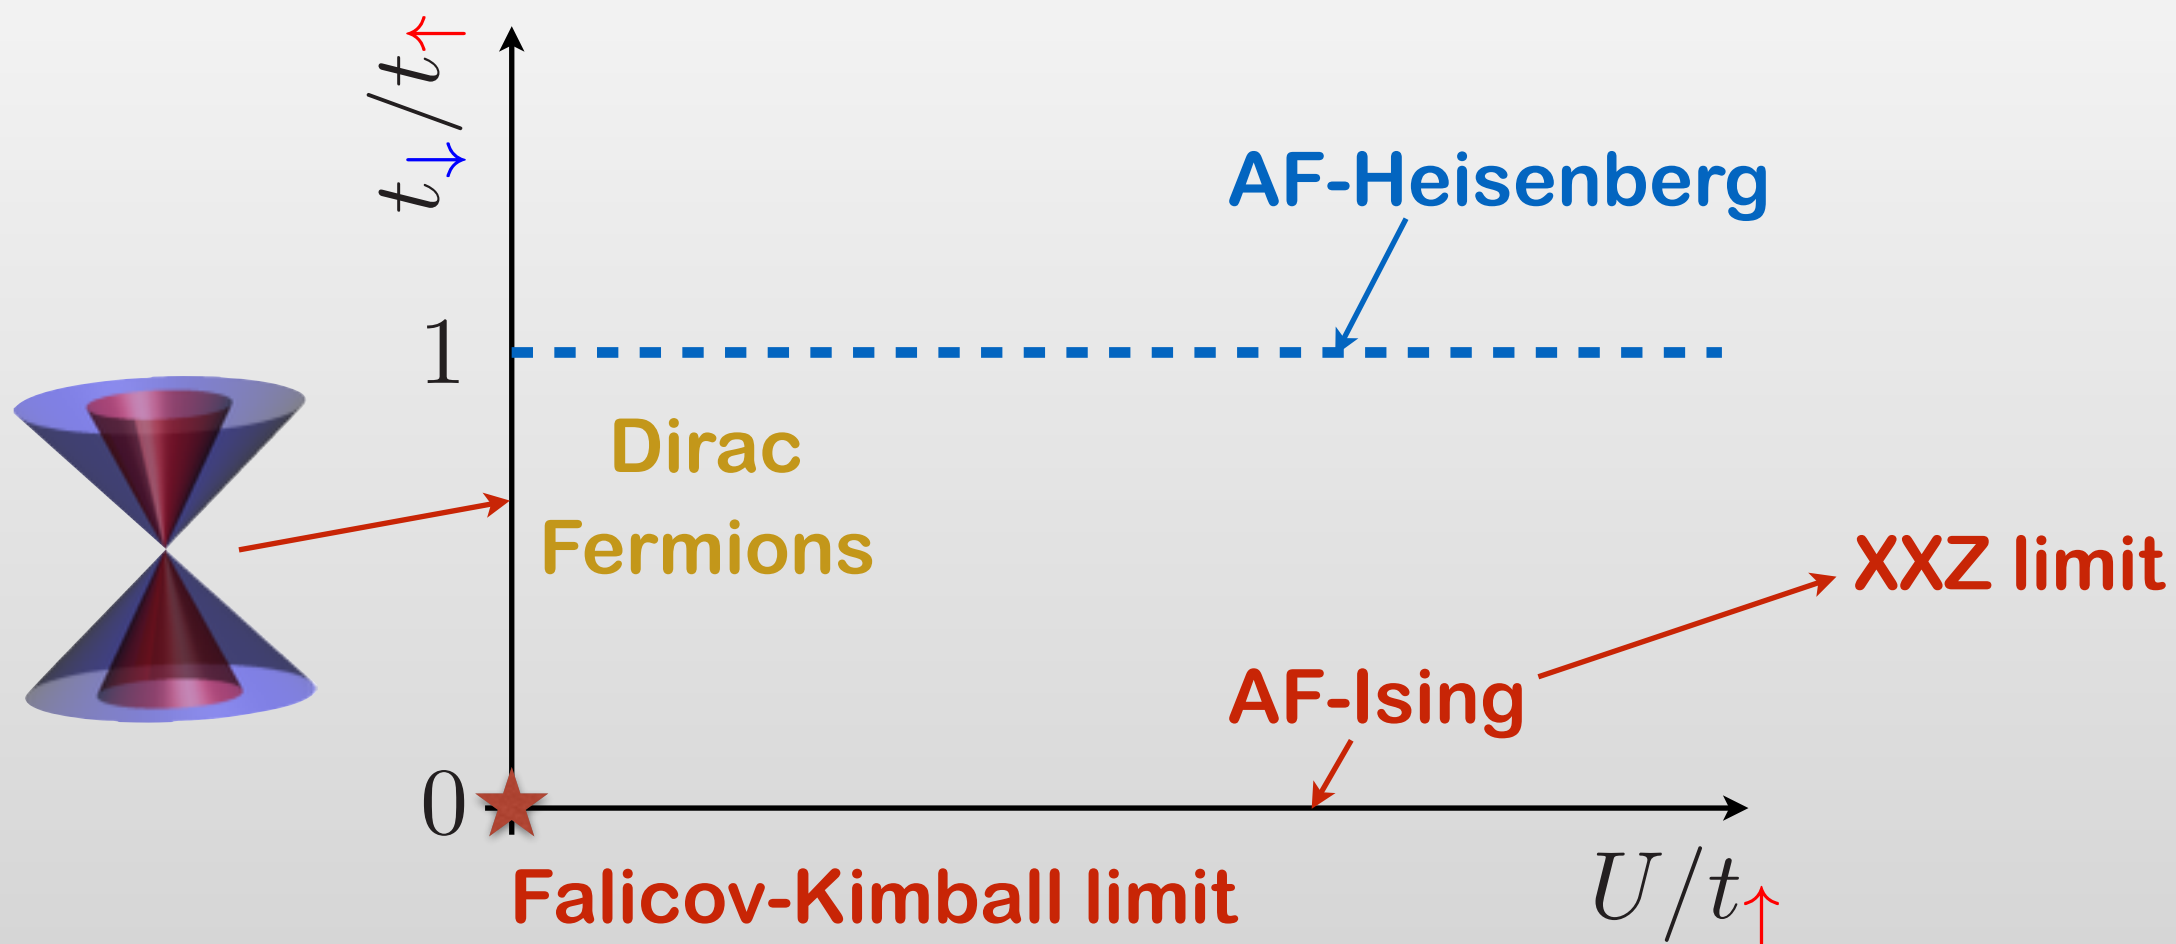 t↓/t↑
AF-Heisenberg
1
Dirac
Fermions
XXZ limit
AF-Ising
0
Falicov-Kimball limit
U/t↑